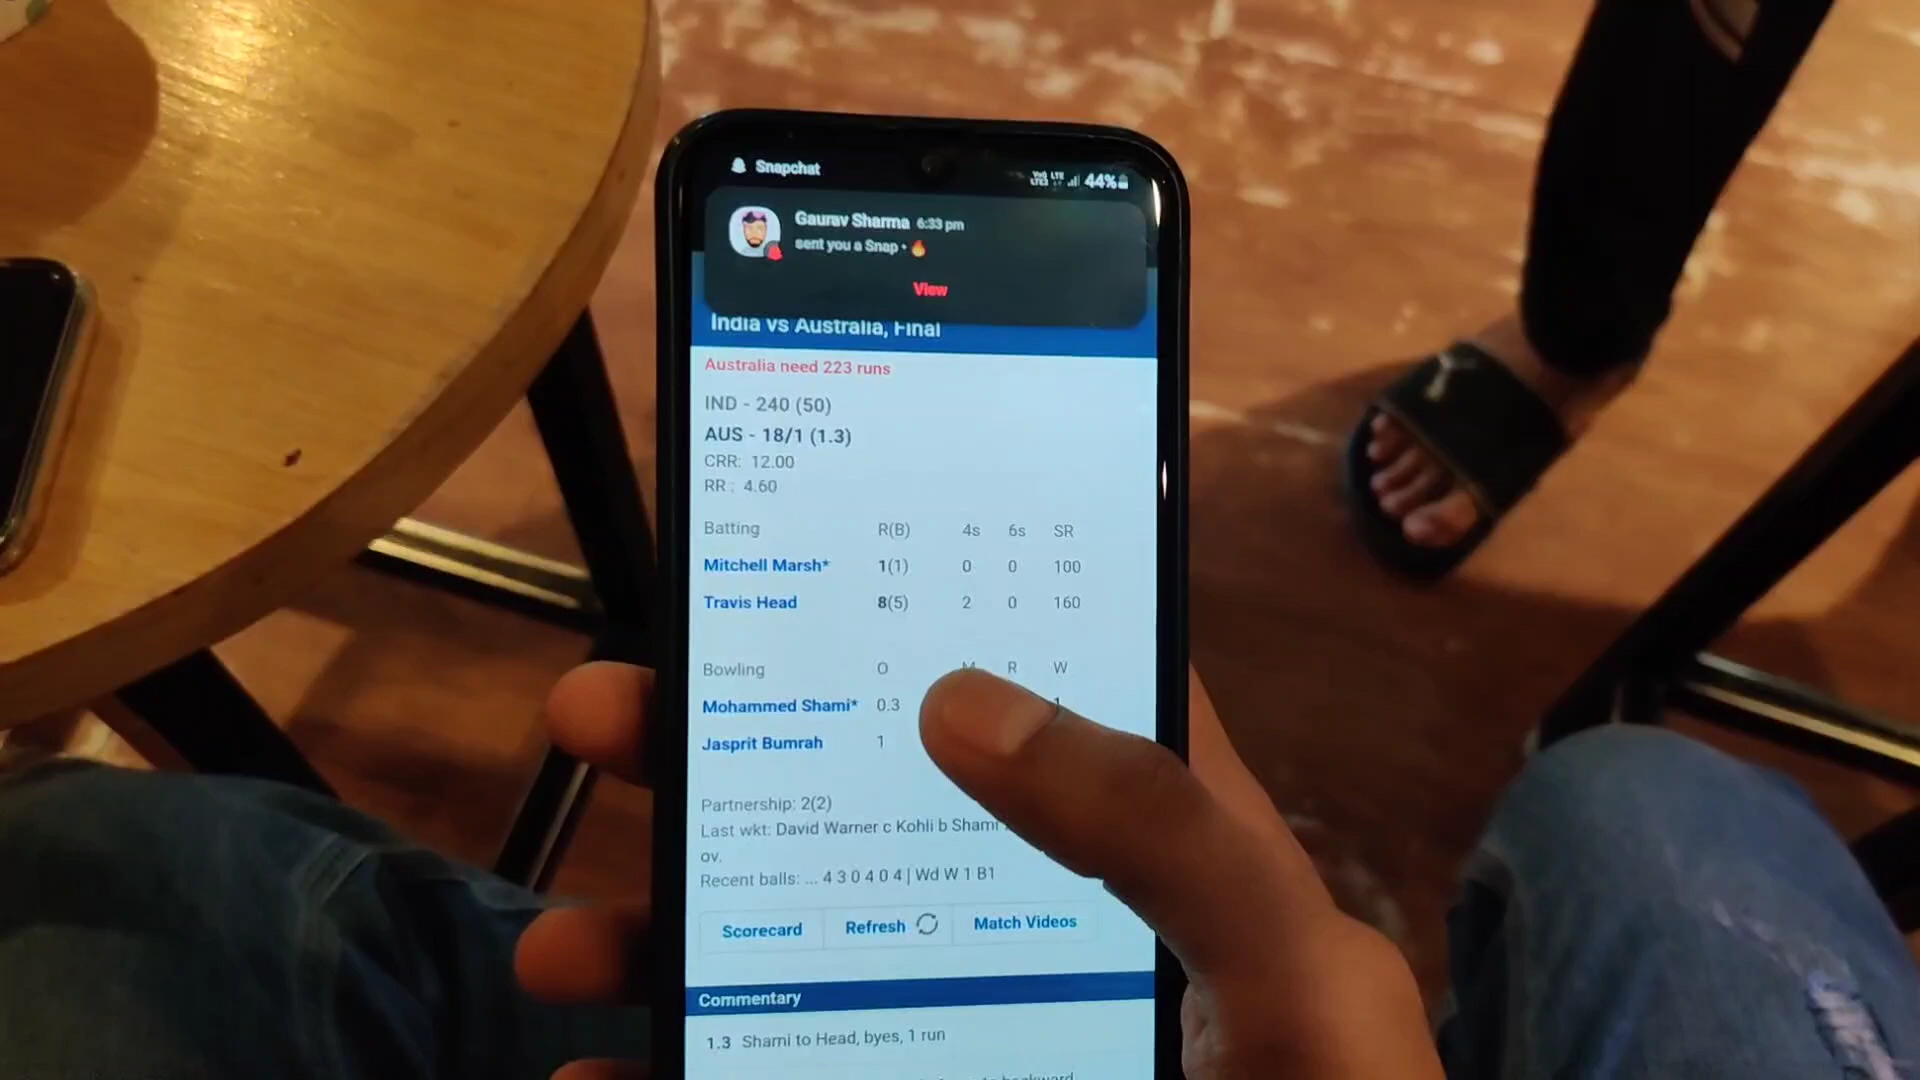 Snapchat
44%
Gaurav Sharma 6:33 pm
sent you a Snap • 🔥
View
India vs Australia, Final
Australia need 223 runs
IND - 240 (50)
AUS - 18/1 (1.3)
CRR: 12.00
RR : 4.60
Batting R(B) 4s 6s SR
Mitchell Marsh* 1(1) 0 0 100
Travis Head 8(5) 2 0 160
Bowling O M R W
Mohammed Shami* 0.3 1
Jasprit Bumrah 1
Partnership: 2(2)
Last wkt: David Warner c Kohli b Shami
ov.
Recent balls: ... 4 3 0 4 0 4 | Wd W 1 B1
Scorecard Refresh Match Videos
Commentary
1.3 Shami to Head, byes, 1 run
backward